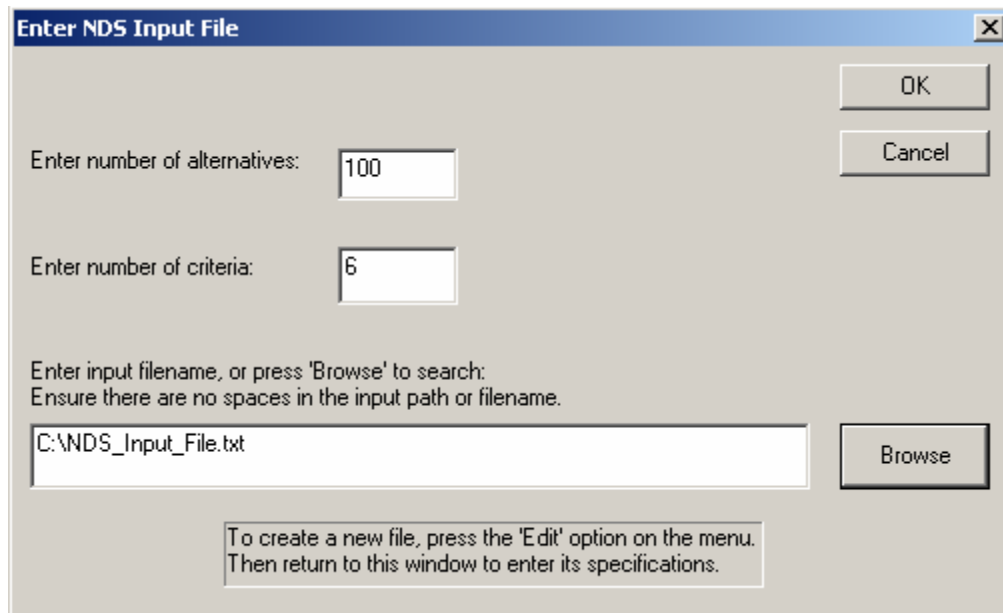 Enter NDS Input File
OK
Enter number of alternatives: 100
Cancel
Enter number of criteria: 6
Enter input filename, or press 'Browse' to search:
Ensure there are no spaces in the input path or filename.
C:\NDS_Input_File.txt
Browse
To create a new file, press the 'Edit' option on the menu.
Then return to this window to enter its specifications.